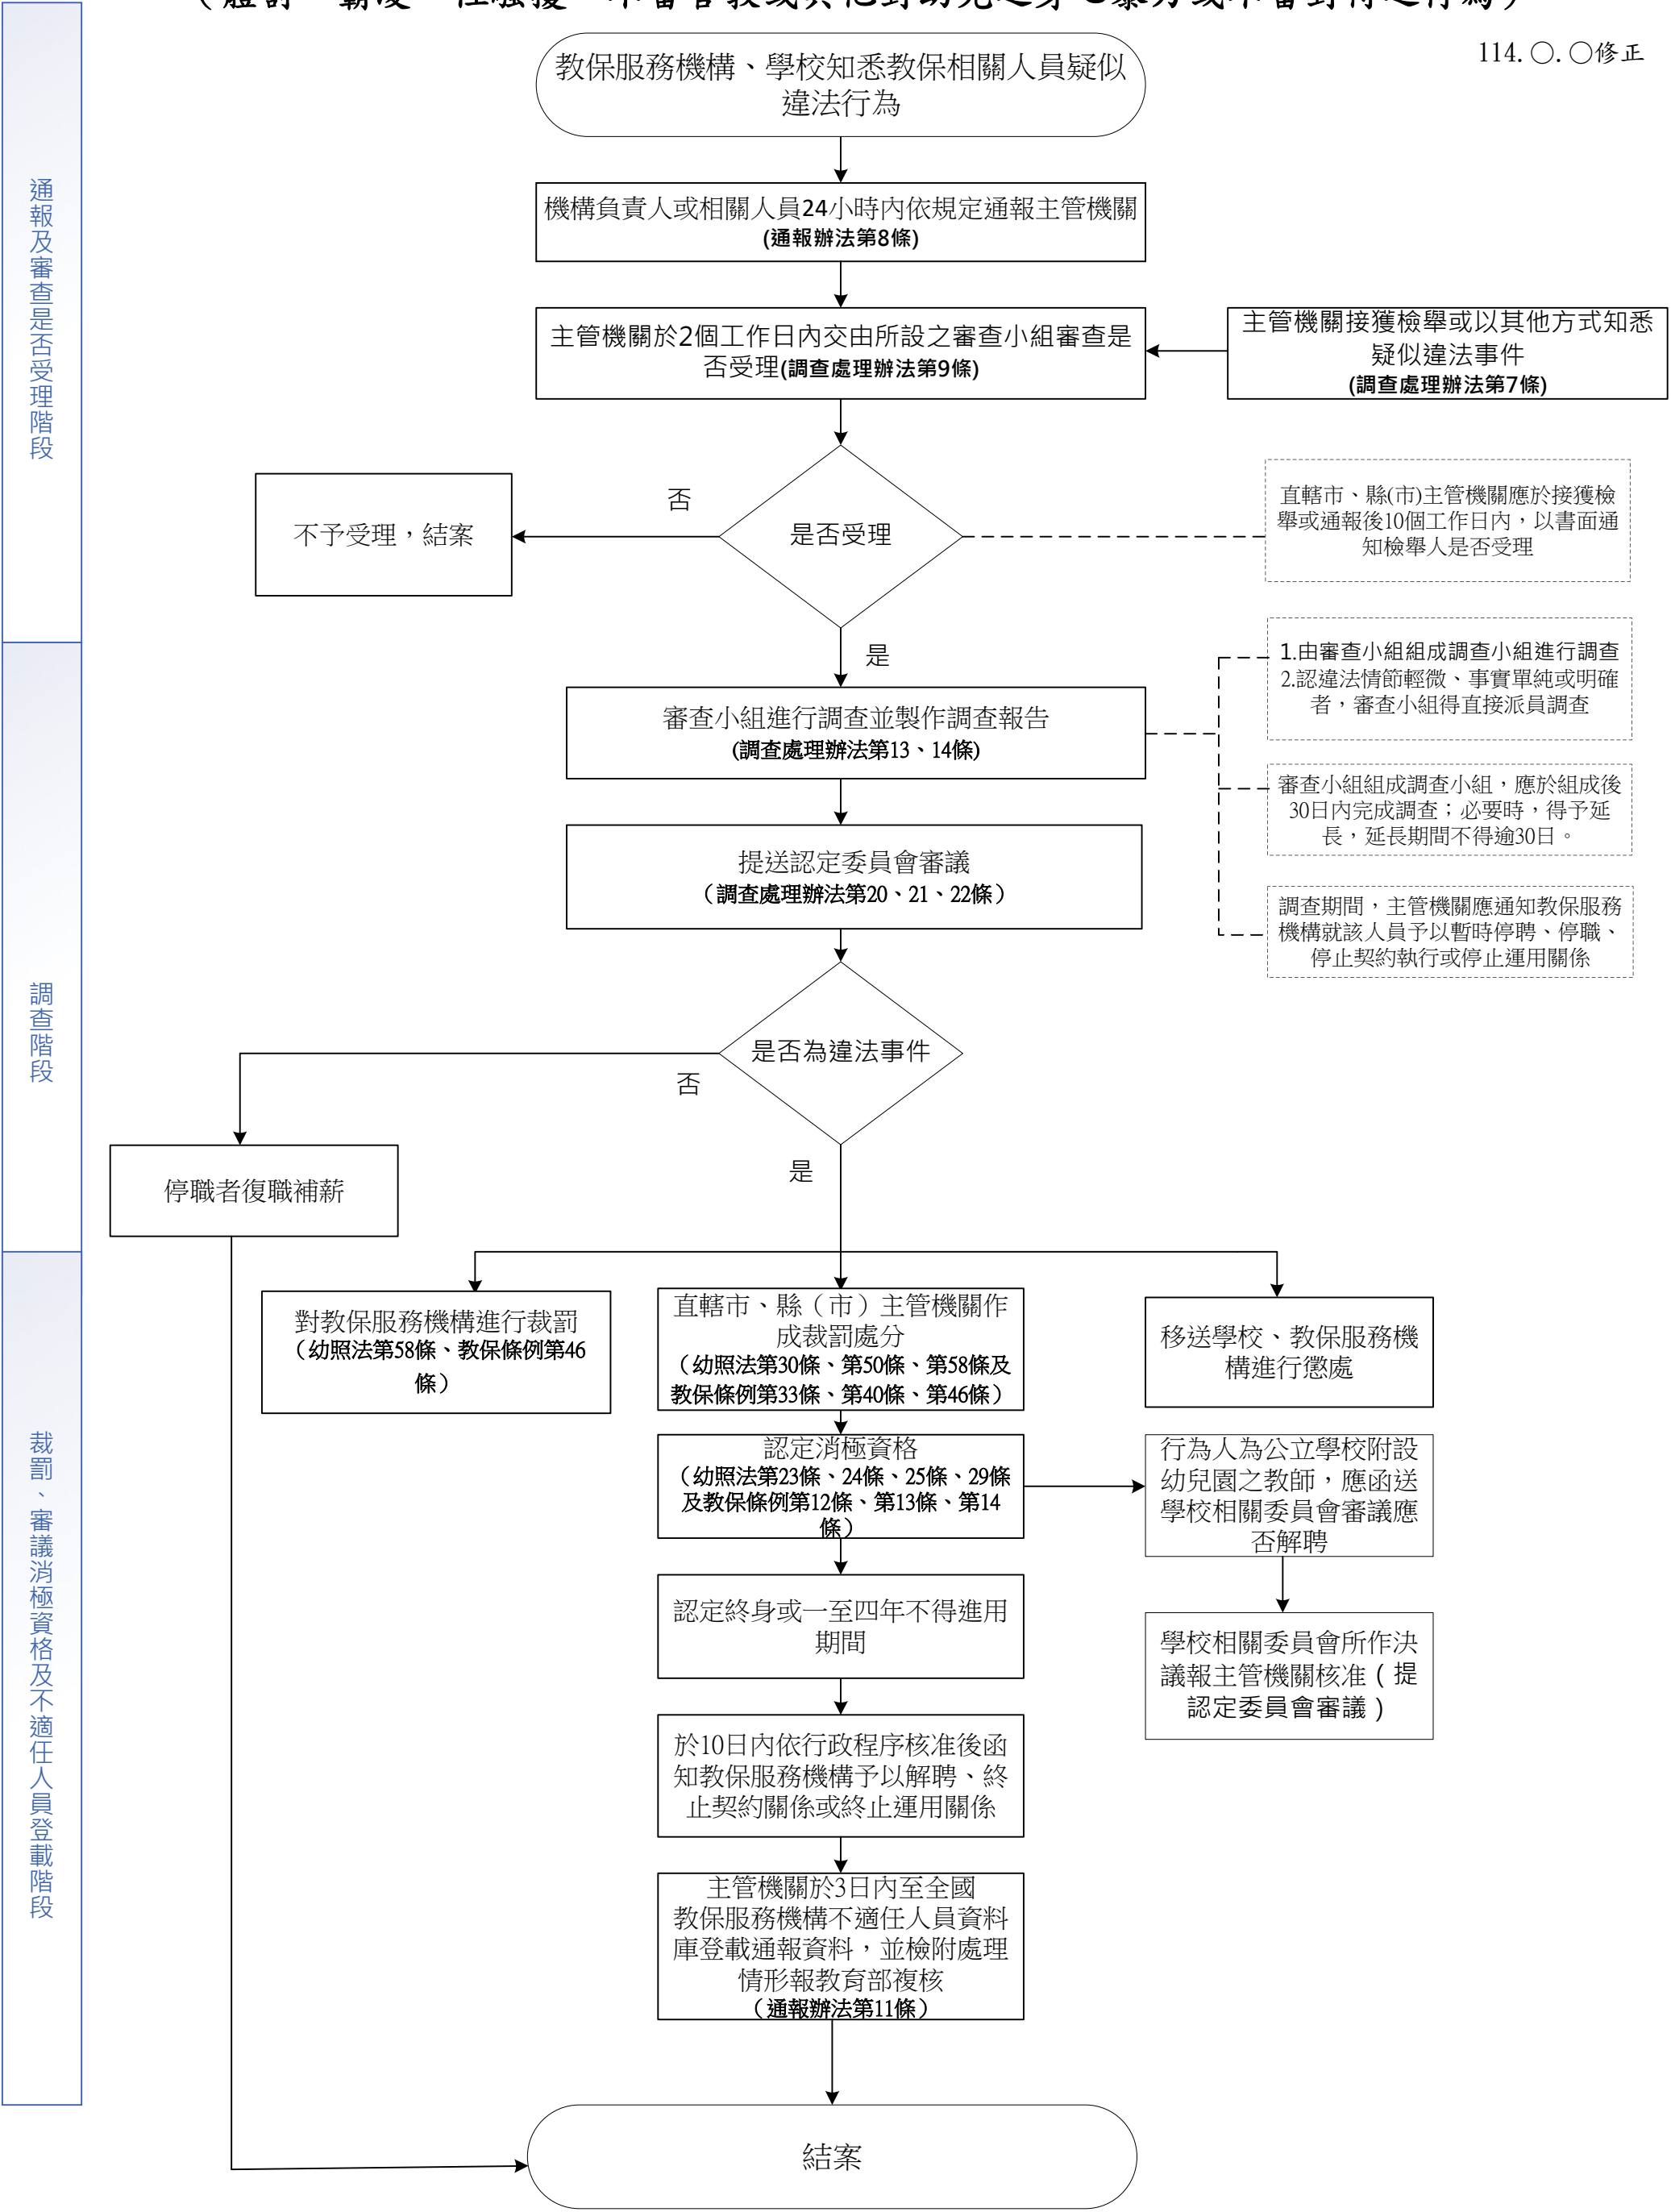 114.○.○修正
教保服務機構、學校知悉教保相關人員疑似
違法行為
通報及審查是否受理階段
機構負責人或相關人員24小時內依規定通報主管機關
(通報辦法第8條)
主管機關於2個工作日內交由所設之審查小組審查是
否受理(調查處理辦法第9條)
主管機關接獲檢舉或以其他方式知悉
疑似違法事件
(調查處理辦法第7條)
否
不予受理，結案
是否受理
直轄市、縣(市)主管機關應於接獲檢
舉或通報後10個工作日內，以書面通
知檢舉人是否受理
是
調查階段
審查小組進行調查並製作調查報告
(調查處理辦法第13、14條)
1.由審查小組組成調查小組進行調查
2.認違法情節輕微、事實單純或明確
者，審查小組得直接派員調查
審查小組組成調查小組，應於組成後
30日內完成調查；必要時，得予延
長，延長期間不得逾30日。
提送認定委員會審議
（調查處理辦法第20、21、22條）
調查期間，主管機關應通知教保服務
機構就該人員予以暫時停聘、停職、
停止契約執行或停止運用關係
是否為違法事件
否
是
停職者復職補薪
裁罰、審議消極資格及不適任人員登載階段
對教保服務機構進行裁罰
（幼照法第58條、教保條例第46
條）
直轄市、縣（市）主管機關作
成裁罰處分
（幼照法第30條、第50條、第58條及
教保條例第33條、第40條、第46條）
移送學校、教保服務機
構進行懲處
認定消極資格
（幼照法第23條、24條、25條、29條
及教保條例第12條、第13條、第14
條）
行為人為公立學校附設
幼兒園之教師，應函送
學校相關委員會審議應
否解聘
認定終身或一至四年不得進用
期間
學校相關委員會所作決
議報主管機關核准（提
認定委員會審議）
於10日內依行政程序核准後函
知教保服務機構予以解聘、終
止契約關係或終止運用關係
主管機關於3日內至全國
教保服務機構不適任人員資料
庫登載通報資料，並檢附處理
情形報教育部複核
（通報辦法第11條）
結案